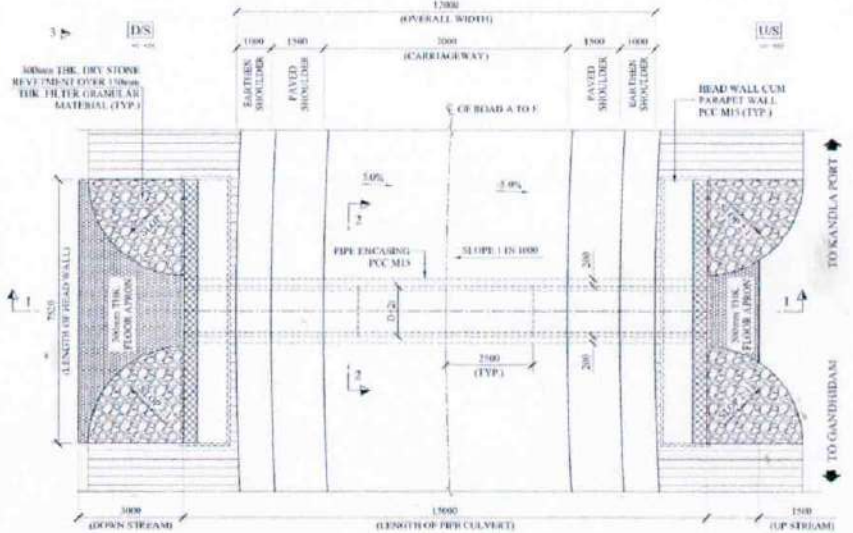 12000
(OVERALL WIDTH)
3
D/S
U/S
1000
1500
7000
1500
1000
(CARRIAGEWAY)
EARTHEN
SHOULDER
PAVED
SHOULDER
PAVED
SHOULDER
EARTHEN
SHOULDER
300mm THK. DRY STONE
REVETMENT OVER 150mm
THK. FILTER GRANULAR
MATERIAL (TYP.)
HEAD WALL CUM
PARAPET WALL
PCC M15 (TYP.)
OF ROAD A TO E
TO KANDLA PORT
5.0%
-5.0%
2
PIPE ENCASING
PCC M15
SLOPE 1 IN 1000
200
1
1
(LENGTH OF HEAD WALL)
300mm THK.
FLOOR APRON
300mm THK.
FLOOR APRON
2500
(TYP.)
200
2
TO GANDHIDAM
3000
(DOWN STREAM)
(LENGTH OF PIPE CULVERT)
1500
(UP STREAM)